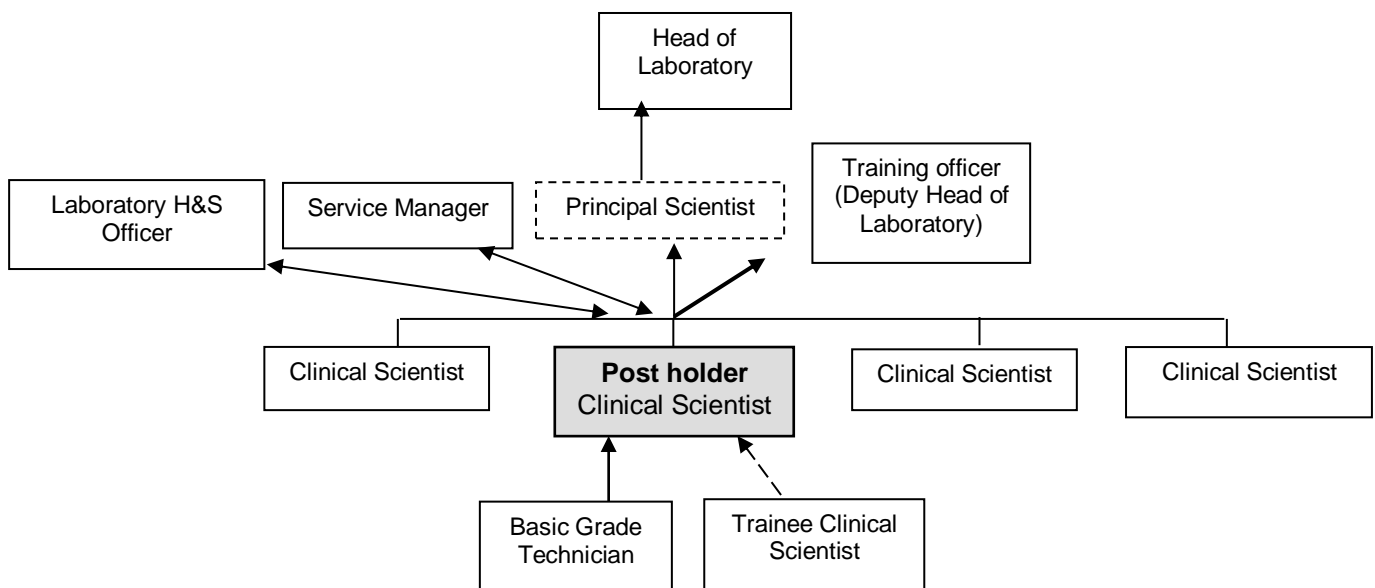 Head of
Laboratory
Training officer
(Deputy Head of
Laboratory)
Laboratory H&S
Officer
Service Manager
Principal Scientist
Clinical Scientist
Post holder
Clinical Scientist
Clinical Scientist
Clinical Scientist
Basic Grade
Technician
Trainee Clinical
Scientist